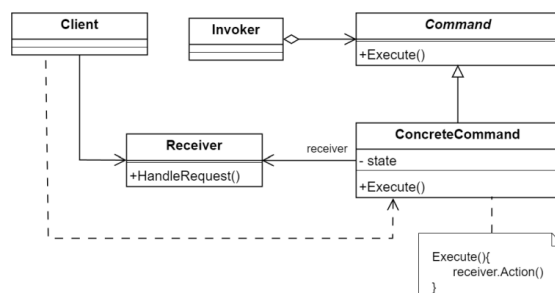 Client
Invoker
Command
+Execute()
Receiver
+HandleRequest()
receiver
ConcreteCommand
- state
+Execute()
Execute(){
receiver.Action()
}